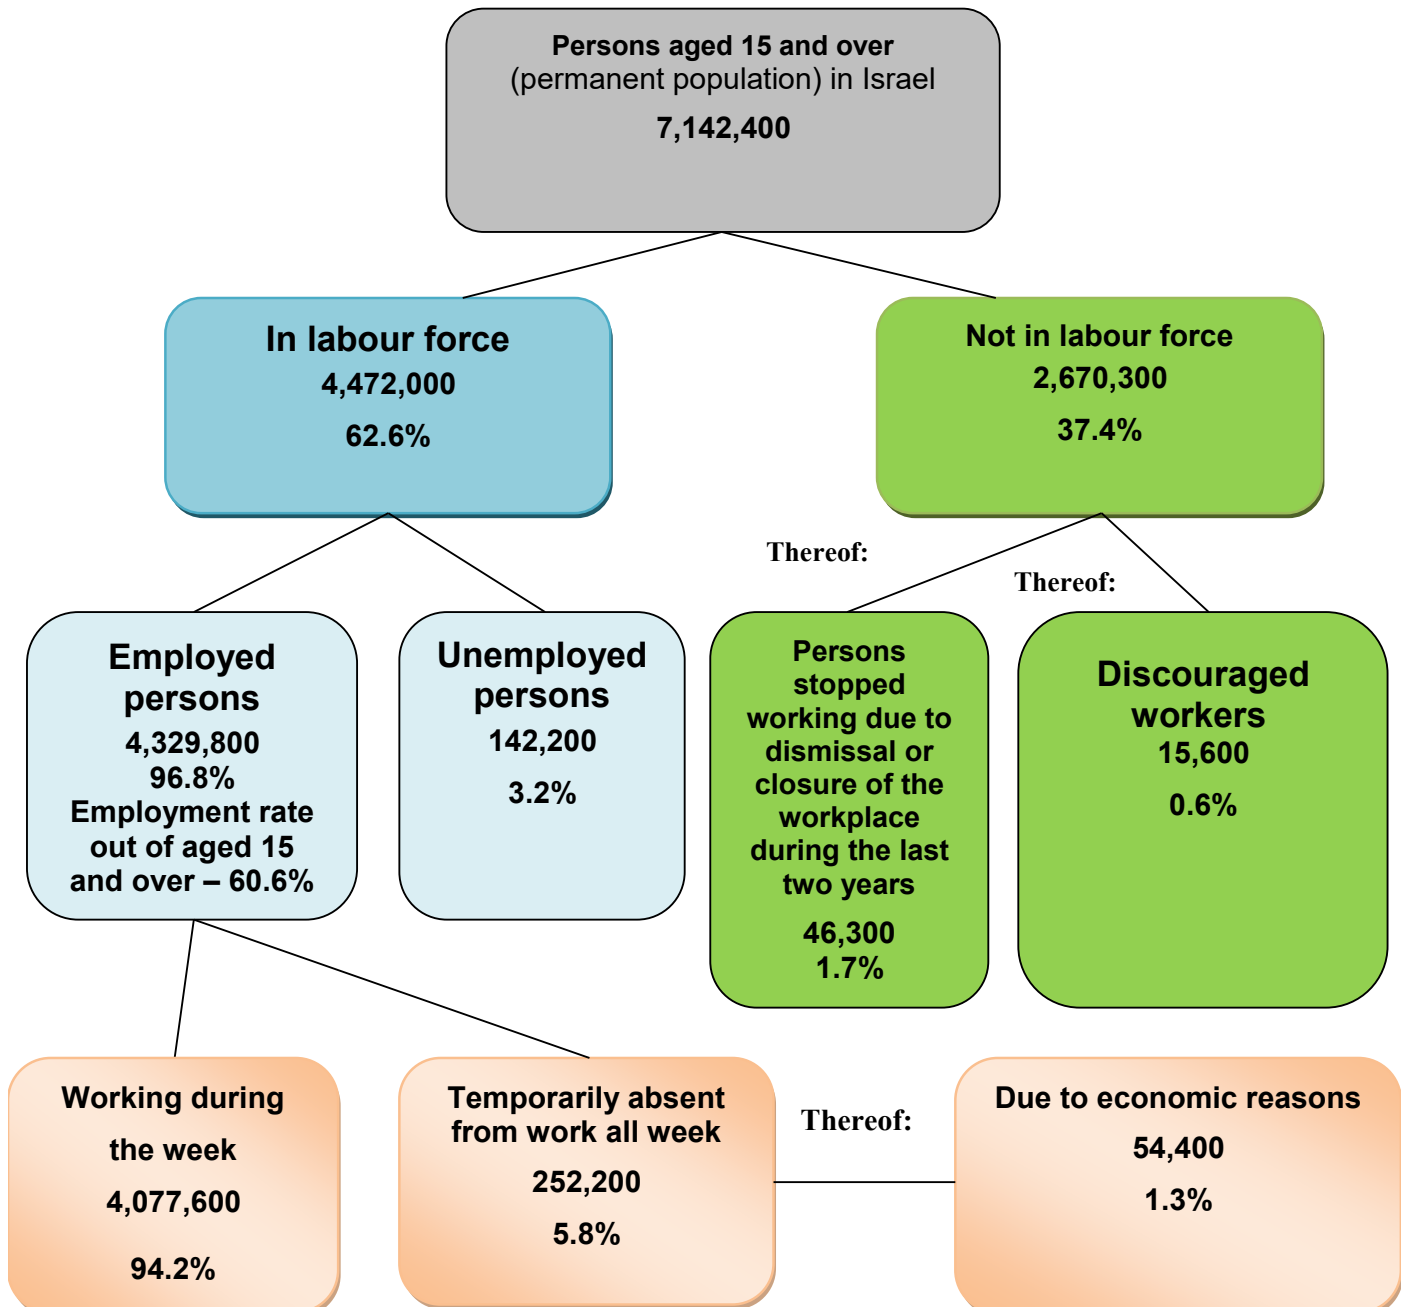 Persons aged 15 and over
(permanent population) in Israel
7,142,400
In labour force
4,472,000
62.6%
Not in labour force
2,670,300
37.4%
Thereof:
Thereof:
Employed
persons
4,329,800
96.8%
Employment rate
out of aged 15
and over – 60.6%
Unemployed
persons
142,200
3.2%
Persons
stopped
working due to
dismissal or
closure of the
workplace
during the last
two years
46,300
1.7%
Discouraged
workers
15,600
0.6%
Working during
the week
4,077,600
94.2%
Temporarily absent
from work all week
252,200
5.8%
Thereof:
Due to economic reasons
54,400
1.3%